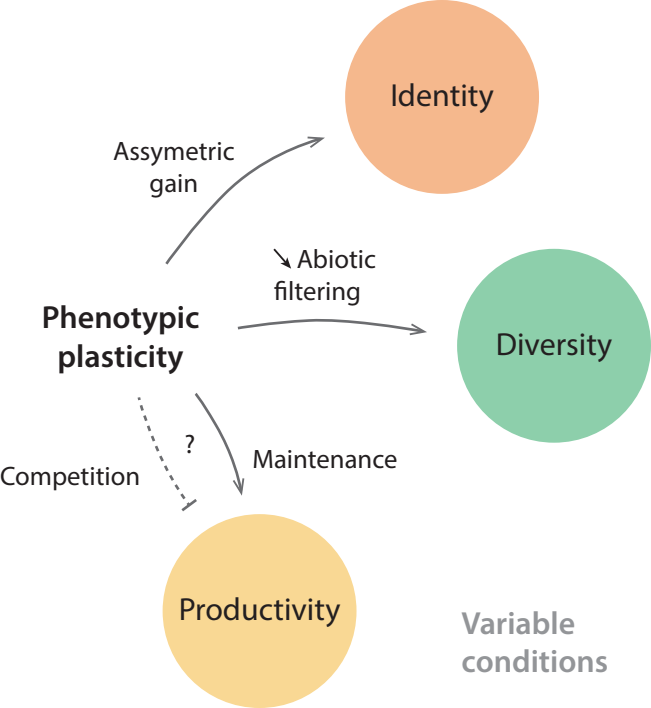 Identity
Assymetric
gain
↘ Abiotic
filtering
Phenotypic
plasticity
Diversity
?
Maintenance
Competition
Productivity
Variable
conditions